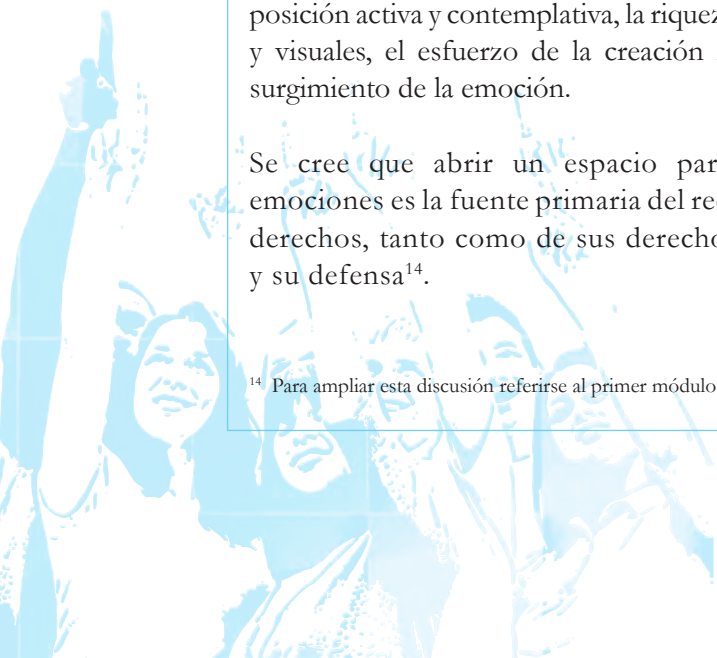 posición activa y contemplativa, la riquez
y visuales, el esfuerzo de la creación
surgimiento de la emoción.
Se cree que abrir un espacio par
emociones es la fuente primaria del rec
derechos, tanto como de sus derecho
y su defensa¹⁴.
¹⁴ Para ampliar esta discusión referirse al primer módulo